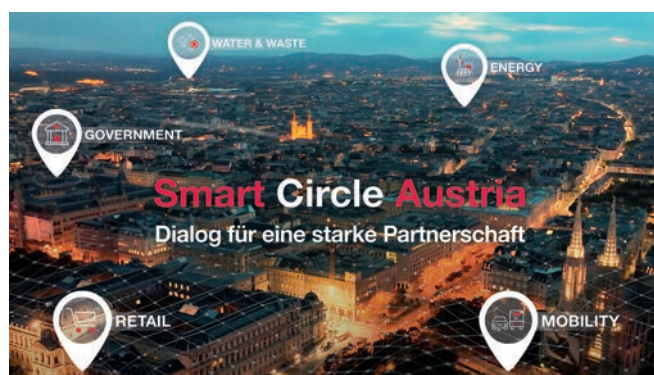 WATER & WASTE
ENERGY
GOVERNMENT
Smart Circle Austria
Dialog für eine starke Partnerschaft
RETAIL
MOBILITY